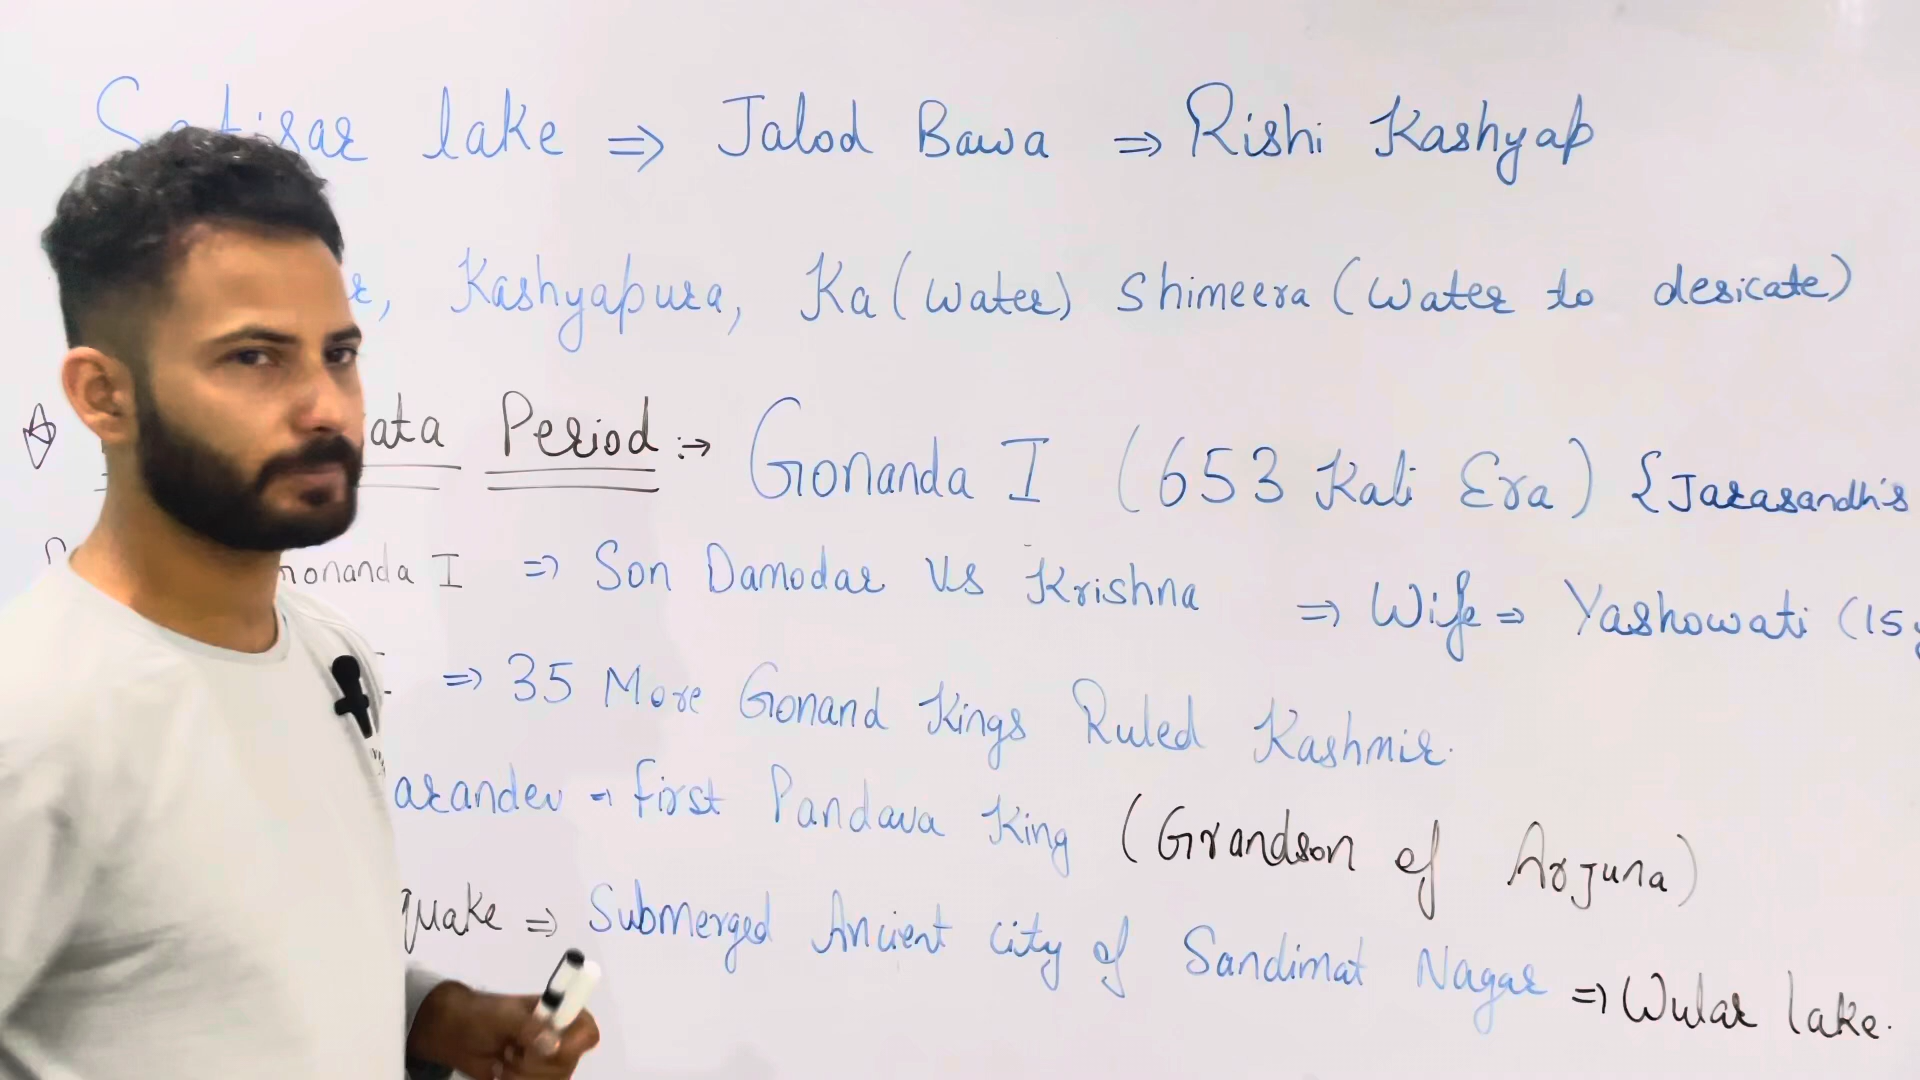 Satisar lake ⇒ Jalod Bawa ⇒ Rishi Kashyap
Kashyapura, Ka (water) Shimeera (water to desicate)
Period :→ Gonanda I (653 Kali Era) {Jarasandh's
Gonanda I ⇒ Son Damodar Vs Krishna ⇒ Wife ⇒ Yashowati (15
⇒ 35 More Gonand Kings Ruled Kashmir.
arandev → First Pandava King (Grandson of Arjuna)
quake ⇒ Submerged Ancient city of Sandimat Nagar ⇒ Wular lake.